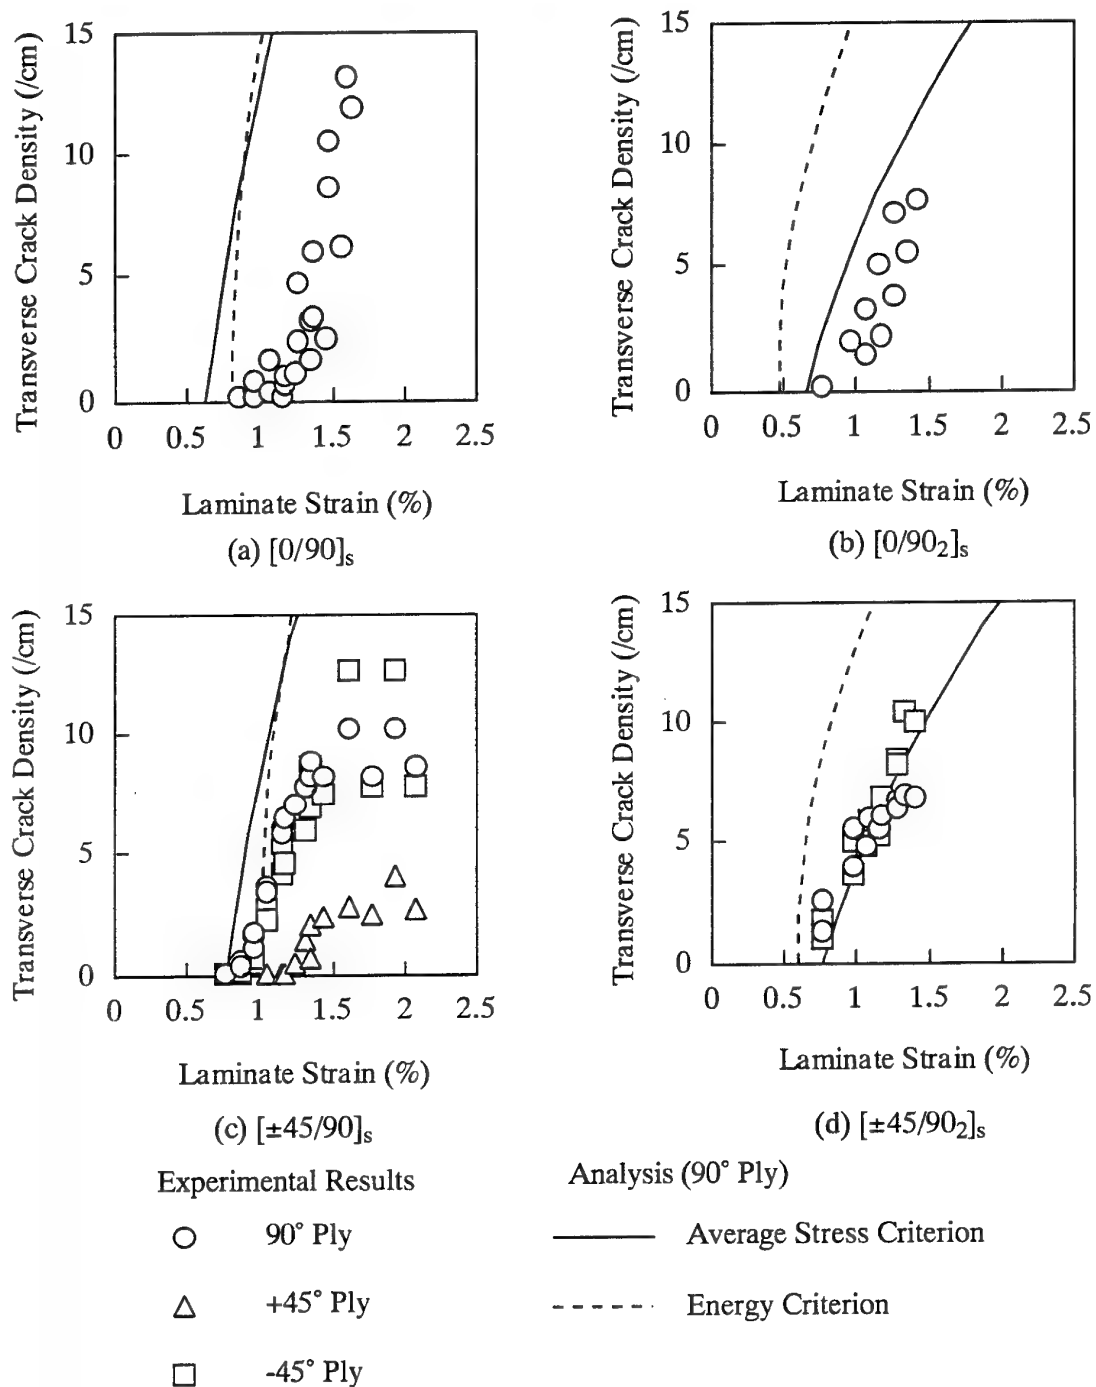 Transverse Crack Density (/cm)
15
10
5
0
0 0.5 1 1.5 2 2.5
Laminate Strain (%)
(a) [0/90]s
Transverse Crack Density (/cm)
15
10
5
0
0 0.5 1 1.5 2 2.5
Laminate Strain (%)
(b) [0/90₂]s
Transverse Crack Density (/cm)
15
10
5
0
0 0.5 1 1.5 2 2.5
Laminate Strain (%)
(c) [±45/90]s
Transverse Crack Density (/cm)
15
10
5
0
0 0.5 1 1.5 2 2.5
Laminate Strain (%)
(d) [±45/90₂]s
Experimental Results
90° Ply
+45° Ply
-45° Ply
Analysis (90° Ply)
Average Stress Criterion
Energy Criterion